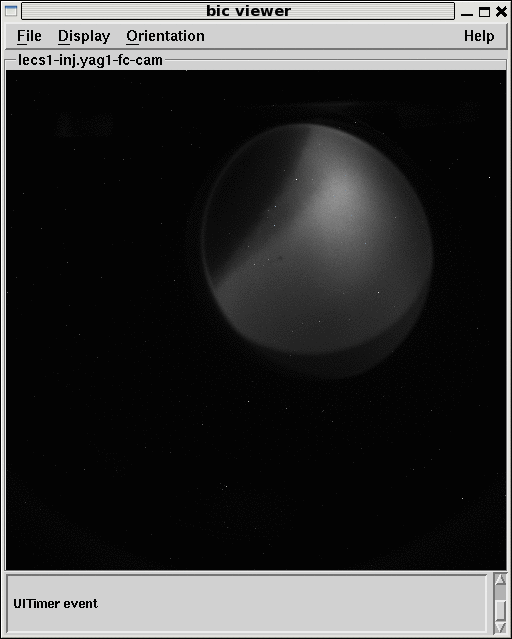 bic viewer
File Display Orientation Help
lecs1-inj.yag1-fc-cam
UITimer event